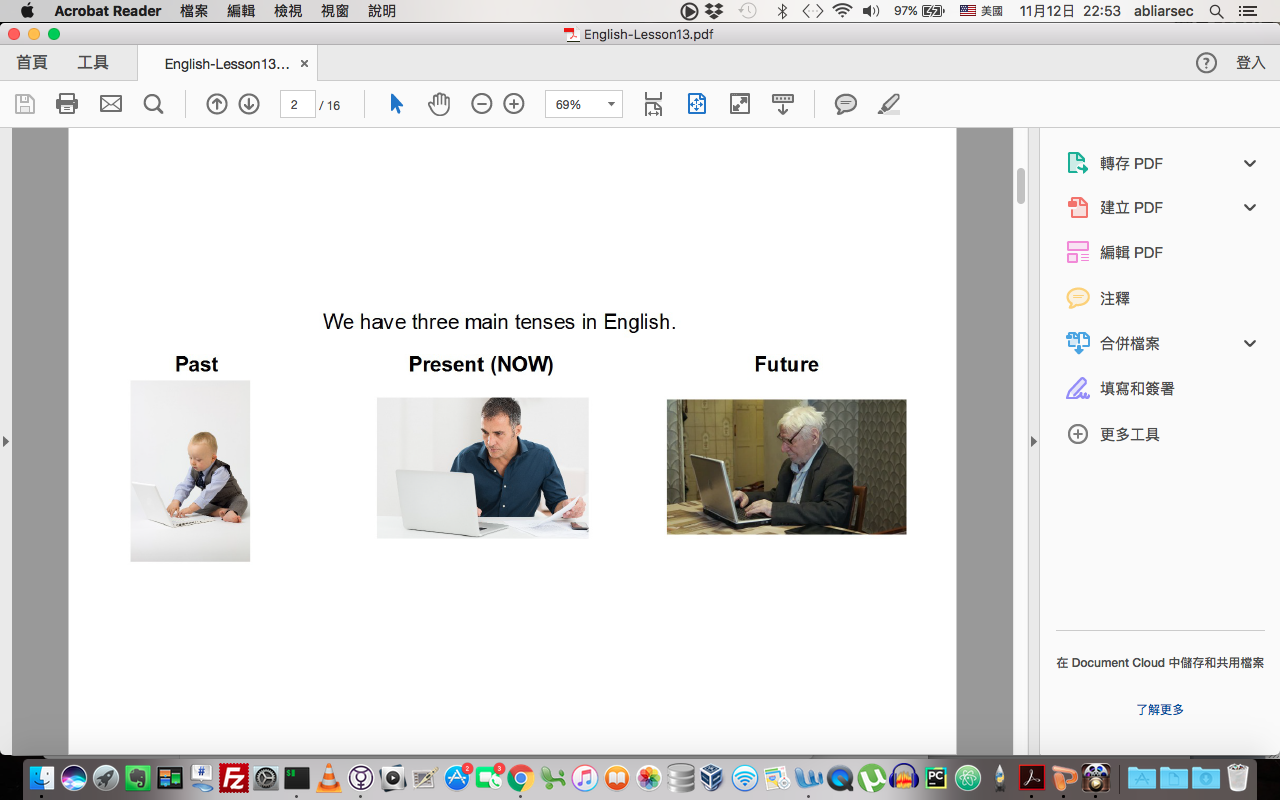 Acrobat Reader 檔案 編輯 檢視 視窗 說明 97% 美國 11月12日 22:53 abliarsec
English-Lesson13.pdf
首頁 工具 English-Lesson13... × ? 登入
2 / 16 69%
轉存 PDF
建立 PDF
編輯 PDF
注釋
合併檔案
填寫和簽署
更多工具
在 Document Cloud 中儲存和共用檔案
了解更多
We have three main tenses in English.
Past Present (NOW) Future
# Fz $$ 2 3 PC